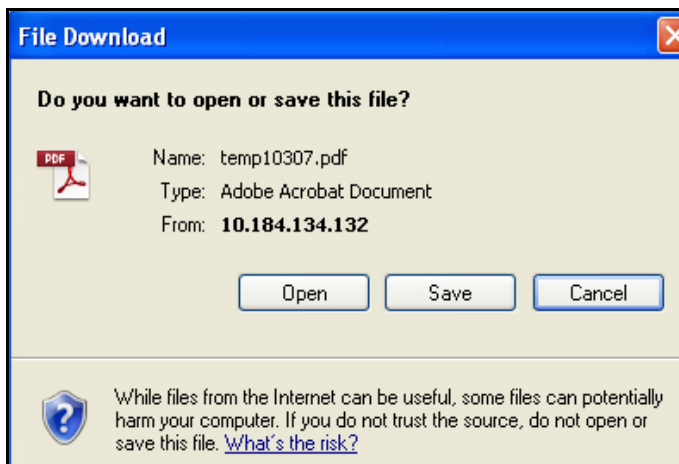 File Download
Do you want to open or save this file?
PDF
Name: temp10307.pdf
Type: Adobe Acrobat Document
From: 10.184.134.132
Open Save Cancel
While files from the Internet can be useful, some files can potentially
harm your computer. If you do not trust the source, do not open or
save this file. What's the risk?